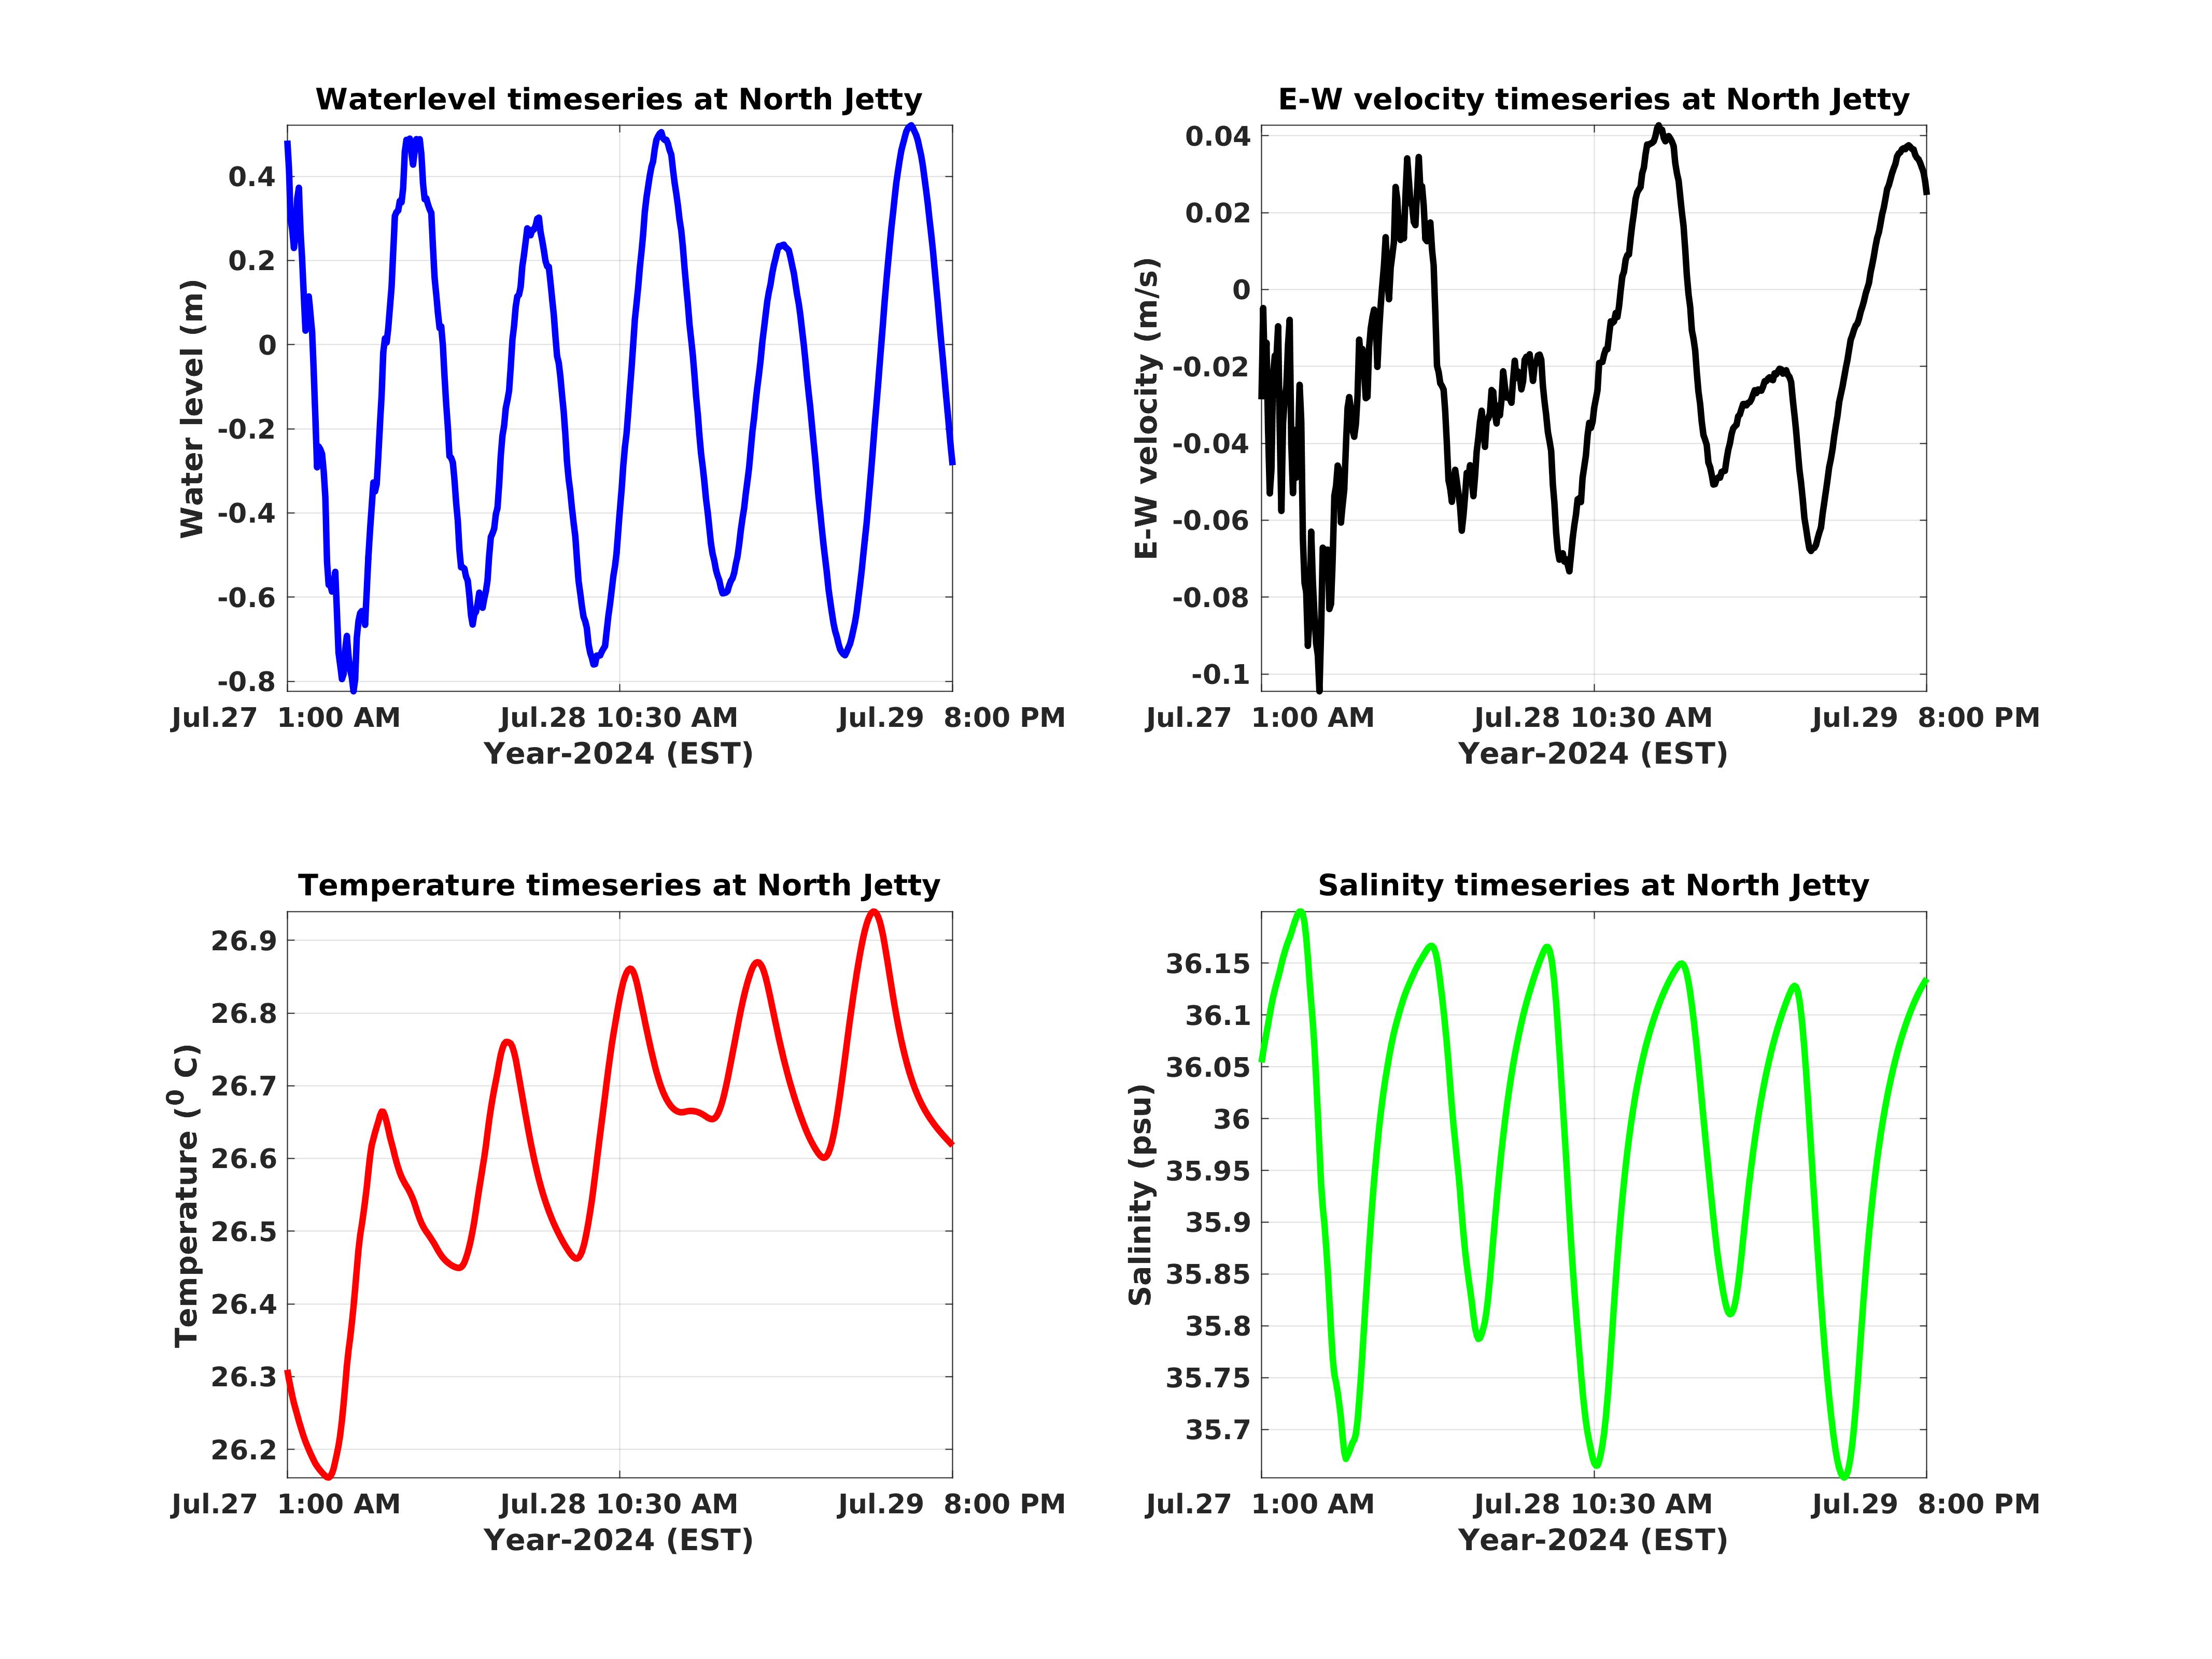 Waterlevel timeseries at North Jetty
Water level (m)
0.4
0.2
0
-0.2
-0.4
-0.6
-0.8
Jul.27 1:00 AM
Jul.28 10:30 AM
Jul.29 8:00 PM
Year-2024 (EST)
E-W velocity timeseries at North Jetty
E-W velocity (m/s)
0.04
0.02
0
-0.02
-0.04
-0.06
-0.08
-0.1
Jul.27 1:00 AM
Jul.28 10:30 AM
Jul.29 8:00 PM
Year-2024 (EST)
Temperature timeseries at North Jetty
Temperature (⁰ C)
26.9
26.8
26.7
26.6
26.5
26.4
26.3
26.2
Jul.27 1:00 AM
Jul.28 10:30 AM
Jul.29 8:00 PM
Year-2024 (EST)
Salinity timeseries at North Jetty
Salinity (psu)
36.15
36.1
36.05
36
35.95
35.9
35.85
35.8
35.75
35.7
Jul.27 1:00 AM
Jul.28 10:30 AM
Jul.29 8:00 PM
Year-2024 (EST)